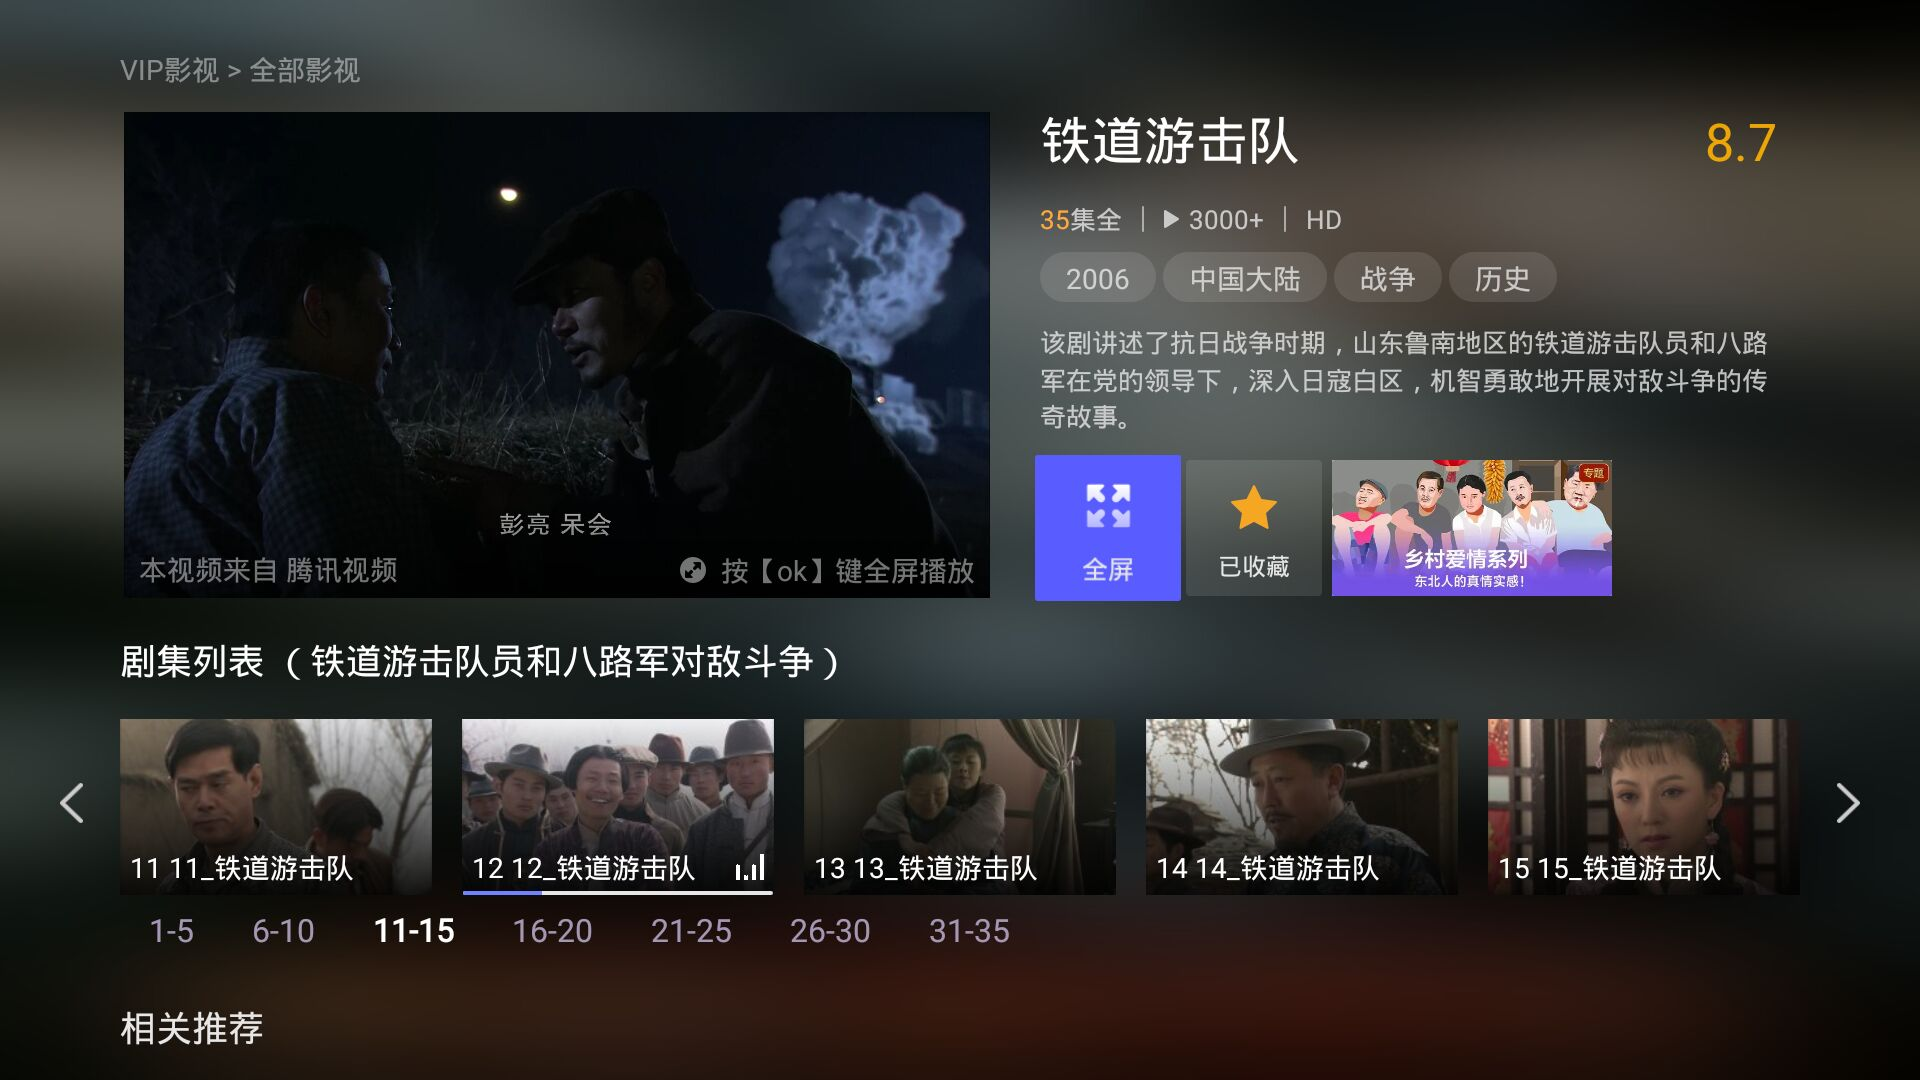 VIP影视 > 全部影视
铁道游击队
8.7
35集全 | 3000+ | HD
2006 中国大陆 战争 历史
该剧讲述了抗日战争时期，山东鲁南地区的铁道游击队员和八路
军在党的领导下，深入日寇白区，机智勇敢地开展对敌斗争的传
奇故事。
彭亮 呆会
本视频来自 腾讯视频
按【ok】键全屏播放
全屏
已收藏
专题
乡村爱情系列
东北人的真情实感！
剧集列表 （铁道游击队员和八路军对敌斗争）
11 11_铁道游击队
12 12_铁道游击队
13 13_铁道游击队
14 14_铁道游击队
15 15_铁道游击队
1-5 6-10 11-15 16-20 21-25 26-30 31-35
相关推荐